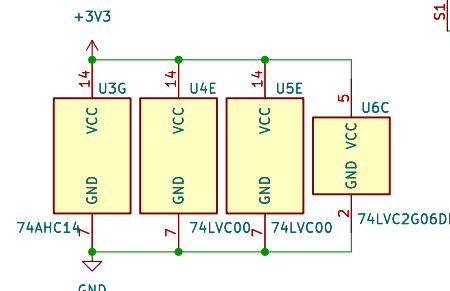 +3V3
S1
14
14
14
5
U3G
U4E
U5E
U6C
VCC
VCC
VCC
VCC
GND
GND
GND
GND
74AHC14
7
74LVC00
7
74LVC00
7
74LVC2G06D
2
GND